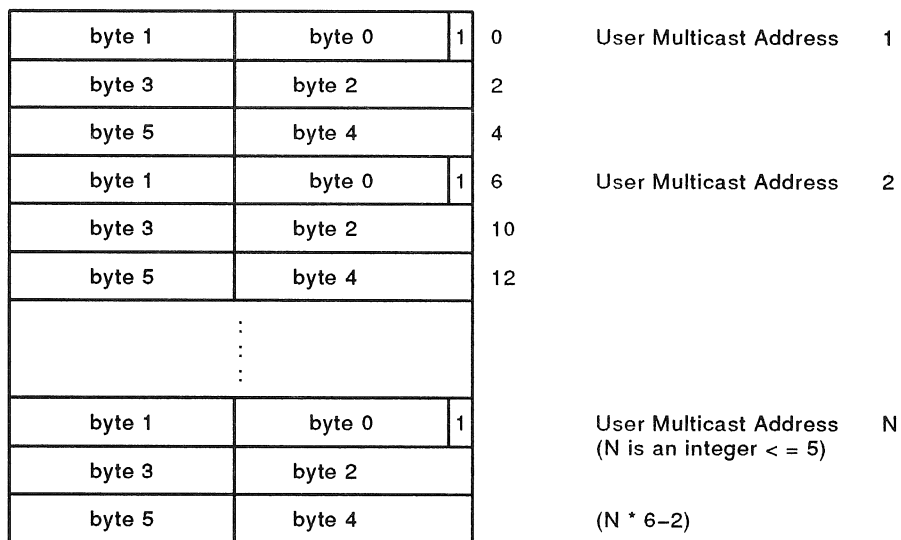 byte 1 byte 0 1 0 User Multicast Address 1
byte 3 byte 2 2
byte 5 byte 4 4
byte 1 byte 0 1 6 User Multicast Address 2
byte 3 byte 2 10
byte 5 byte 4 12
byte 1 byte 0 1 User Multicast Address N
(N is an integer < = 5)
byte 3 byte 2
byte 5 byte 4 (N * 6–2)